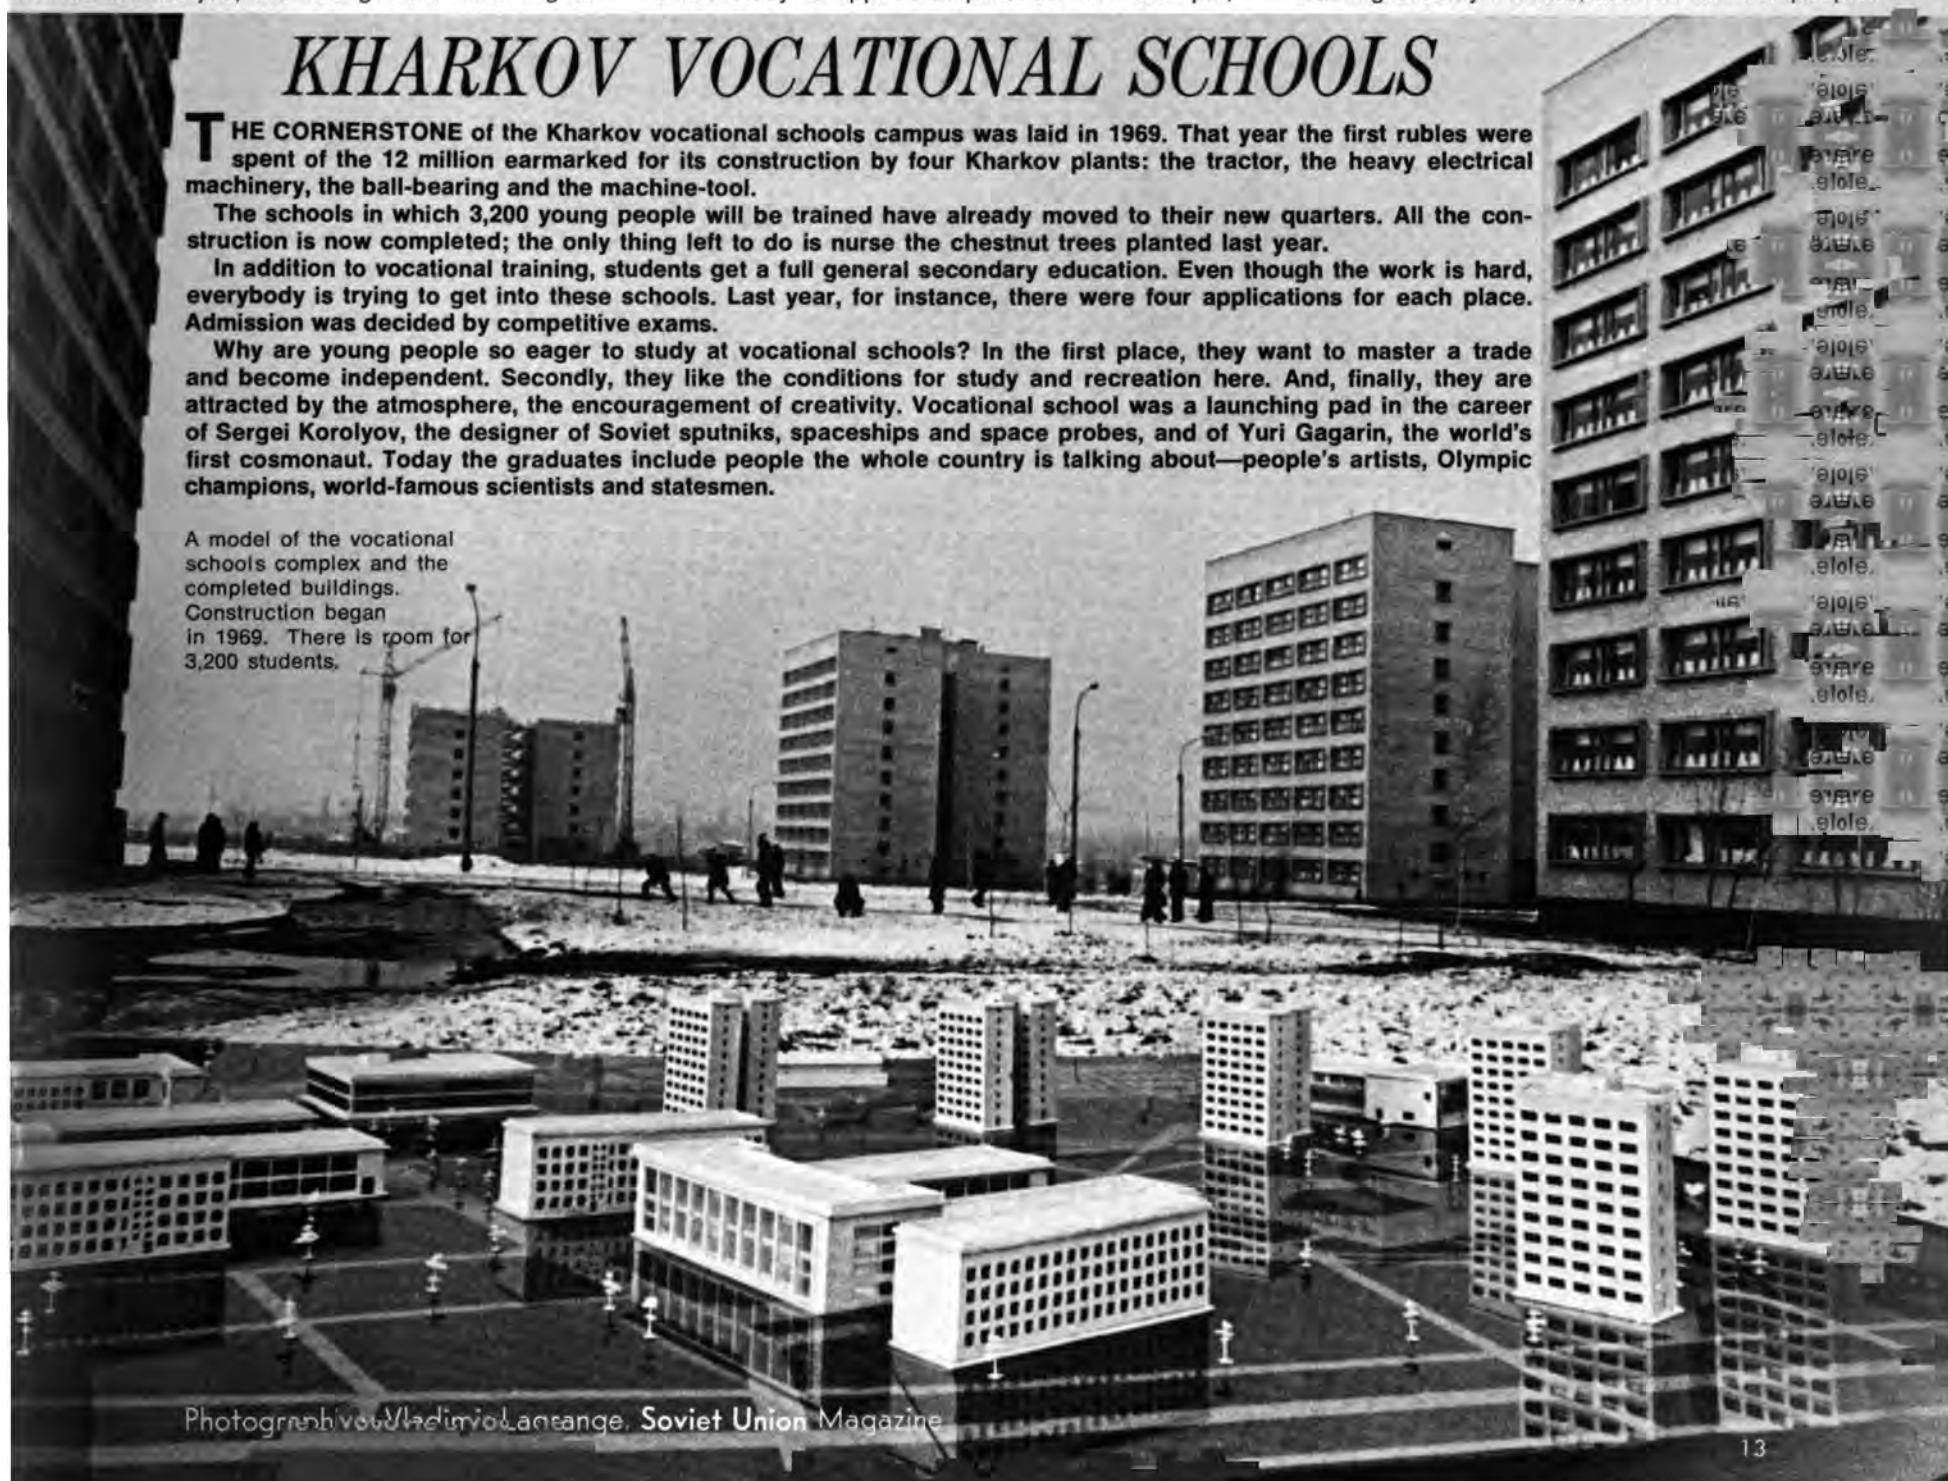 KHARKOV VOCATIONAL SCHOOLS
THE CORNERSTONE of the Kharkov vocational schools campus was laid in 1969. That year the first rubles were
spent of the 12 million earmarked for its construction by four Kharkov plants: the tractor, the heavy electrical
machinery, the ball-bearing and the machine-tool.
The schools in which 3,200 young people will be trained have already moved to their new quarters. All the con-
struction is now completed; the only thing left to do is nurse the chestnut trees planted last year.
In addition to vocational training, students get a full general secondary education. Even though the work is hard,
everybody is trying to get into these schools. Last year, for instance, there were four applications for each place.
Admission was decided by competitive exams.
Why are young people so eager to study at vocational schools? In the first place, they want to master a trade
and become independent. Secondly, they like the conditions for study and recreation here. And, finally, they are
attracted by the atmosphere, the encouragement of creativity. Vocational school was a launching pad in the career
of Sergei Korolyov, the designer of Soviet sputniks, spaceships and space probes, and of Yuri Gagarin, the world's
first cosmonaut. Today the graduates include people the whole country is talking about—people's artists, Olympic
champions, world-famous scientists and statesmen.
A model of the vocational
schools complex and the
completed buildings.
Construction began
in 1969. There is room for
3,200 students.
Soviet Union Magazine
13